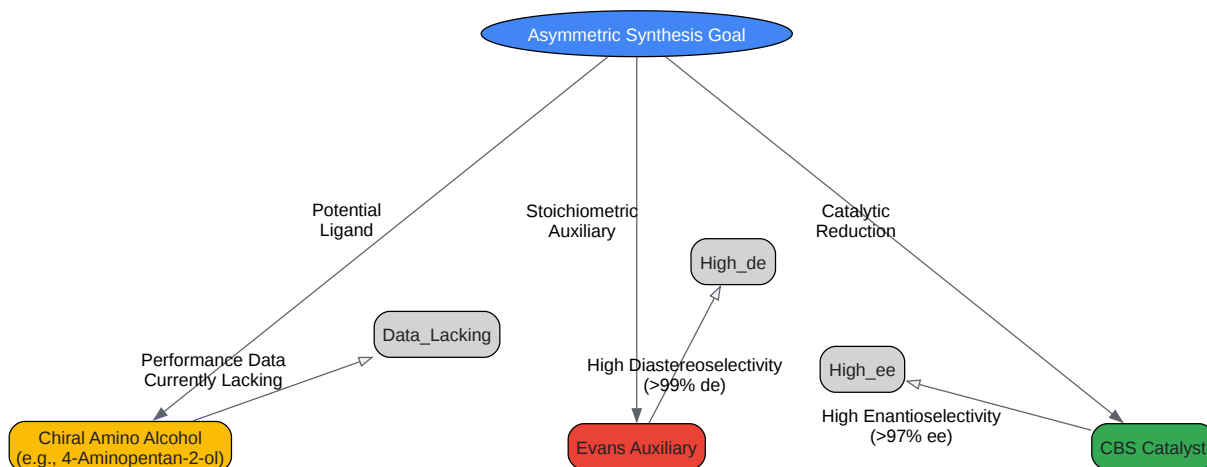 Asymmetric Synthesis Goal
Potential
Ligand
Stoichiometric
Auxiliary
Catalytic
Reduction
High_de
Data_Lacking
Performance Data
Currently Lacking
High Diastereoselectivity
(>99% de)
High_ee
High Enantioselectivity
(>97% ee)
Chiral Amino Alcohol
(e.g., 4-Aminopentan-2-ol)
Evans Auxiliary
CBS Catalyst